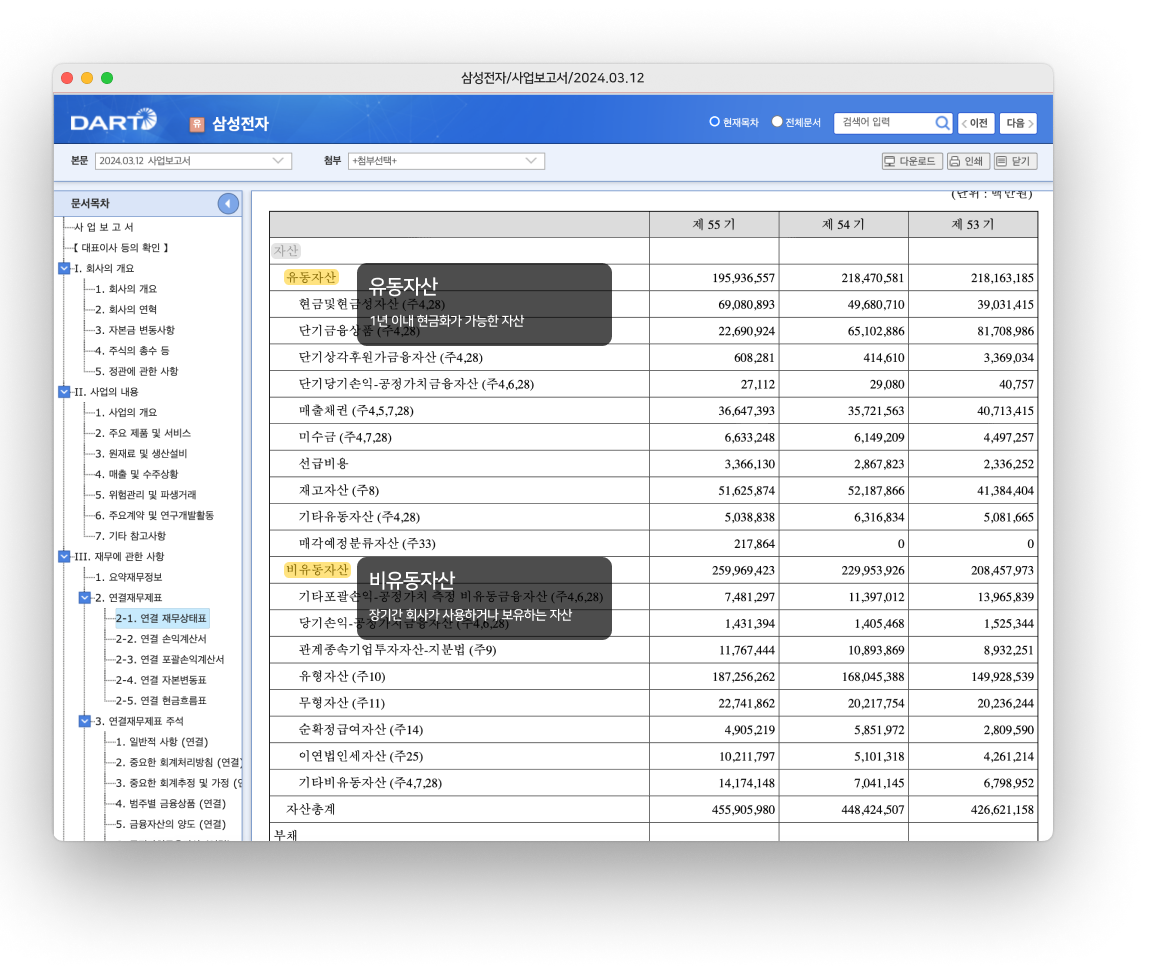 삼성전자/사업보고서/2024.03.12
DART 유 삼성전자 현재목차 전체문서 검색어 입력 이전 다음
본문 2024.03.12 사업보고서 첨부 +첨부선택+ 다운로드 인쇄 닫기
문서목차
사 업 보 고 서
【 대표이사 등의 확인 】
I. 회사의 개요
1. 회사의 개요
2. 회사의 연혁
3. 자본금 변동사항
4. 주식의 총수 등
5. 정관에 관한 사항
II. 사업의 내용
1. 사업의 개요
2. 주요 제품 및 서비스
3. 원재료 및 생산설비
4. 매출 및 수주상황
5. 위험관리 및 파생거래
6. 주요계약 및 연구개발활동
7. 기타 참고사항
III. 재무에 관한 사항
1. 요약재무정보
2. 연결재무제표
2-1. 연결 재무상태표
2-2. 연결 손익계산서
2-3. 연결 포괄손익계산서
2-4. 연결 자본변동표
2-5. 연결 현금흐름표
3. 연결재무제표 주석
1. 일반적 사항 (연결)
2. 중요한 회계처리방침 (연결)
3. 중요한 회계추정 및 가정 (연
4. 범주별 금융상품 (연결)
5. 금융자산의 양도 (연결)
(단위 : 백만원)
제 55 기 제 54 기 제 53 기
자산
유동자산 195,936,557 218,470,581 218,163,185
유동자산
1년 이내 현금화가 가능한 자산
현금및현금성자산 (주4,28) 69,080,893 49,680,710 39,031,415
단기금융상품 (주4,28) 22,690,924 65,102,886 81,708,986
단기상각후원가금융자산 (주4,28) 608,281 414,610 3,369,034
단기당기손익-공정가치금융자산 (주4,6,28) 27,112 29,080 40,757
매출채권 (주4,5,7,28) 36,647,393 35,721,563 40,713,415
미수금 (주4,7,28) 6,633,248 6,149,209 4,497,257
선급비용 3,366,130 2,867,823 2,336,252
재고자산 (주8) 51,625,874 52,187,866 41,384,404
기타유동자산 (주4,28) 5,038,838 6,316,834 5,081,665
매각예정분류자산 (주33) 217,864 0 0
비유동자산 259,969,423 229,953,926 208,457,973
비유동자산
장기간 회사가 사용하거나 보유하는 자산
기타포괄손익-공정가치 측정 비유동금융자산 (주4,6,28) 7,481,297 11,397,012 13,965,839
당기손익-공정가치금융자산 (주4,6,28) 1,431,394 1,405,468 1,525,344
관계종속기업투자자산-지분법 (주9) 11,767,444 10,893,869 8,932,251
유형자산 (주10) 187,256,262 168,045,388 149,928,539
무형자산 (주11) 22,741,862 20,217,754 20,236,244
순확정급여자산 (주14) 4,905,219 5,851,972 2,809,590
이연법인세자산 (주25) 10,211,797 5,101,318 4,261,214
기타비유동자산 (주4,7,28) 14,174,148 7,041,145 6,798,952
자산총계 455,905,980 448,424,507 426,621,158
부채